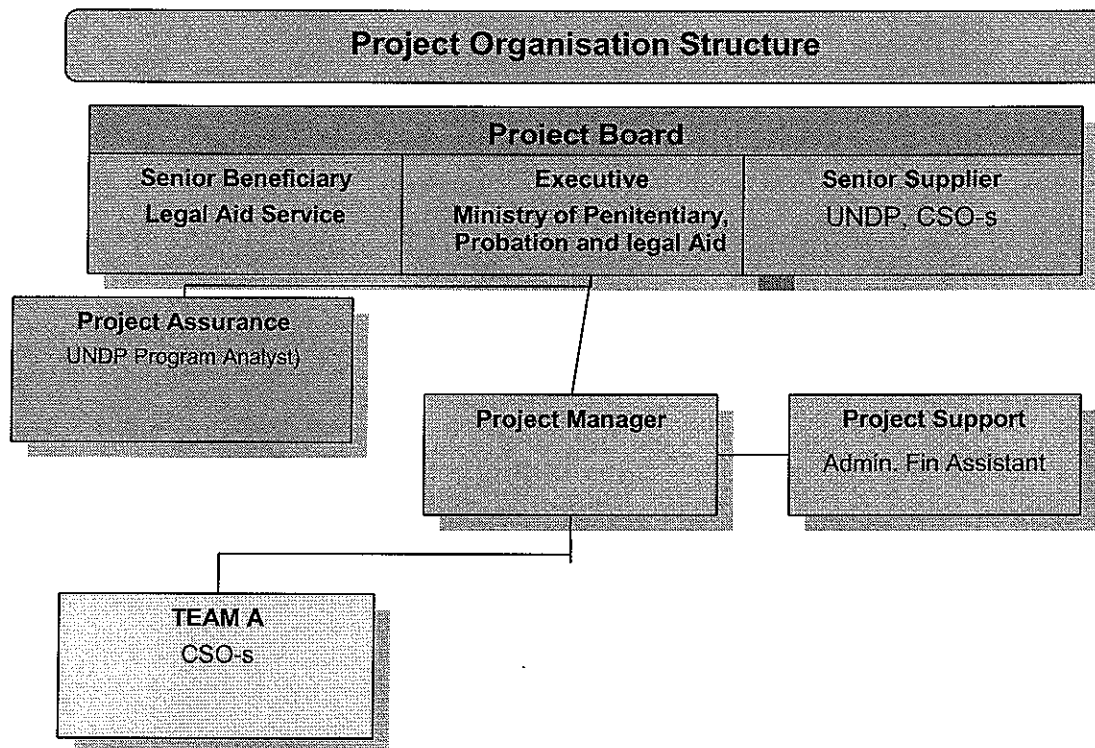 Project Organisation Structure
Project Board
Senior Beneficiary
Legal Aid Service
Executive
Ministry of Penitentiary,
Probation and legal Aid
Senior Supplier
UNDP, CSO-s
Project Assurance
UNDP Program Analyst)
Project Manager
Project Support
Admin. Fin Assistant
TEAM A
CSO-s